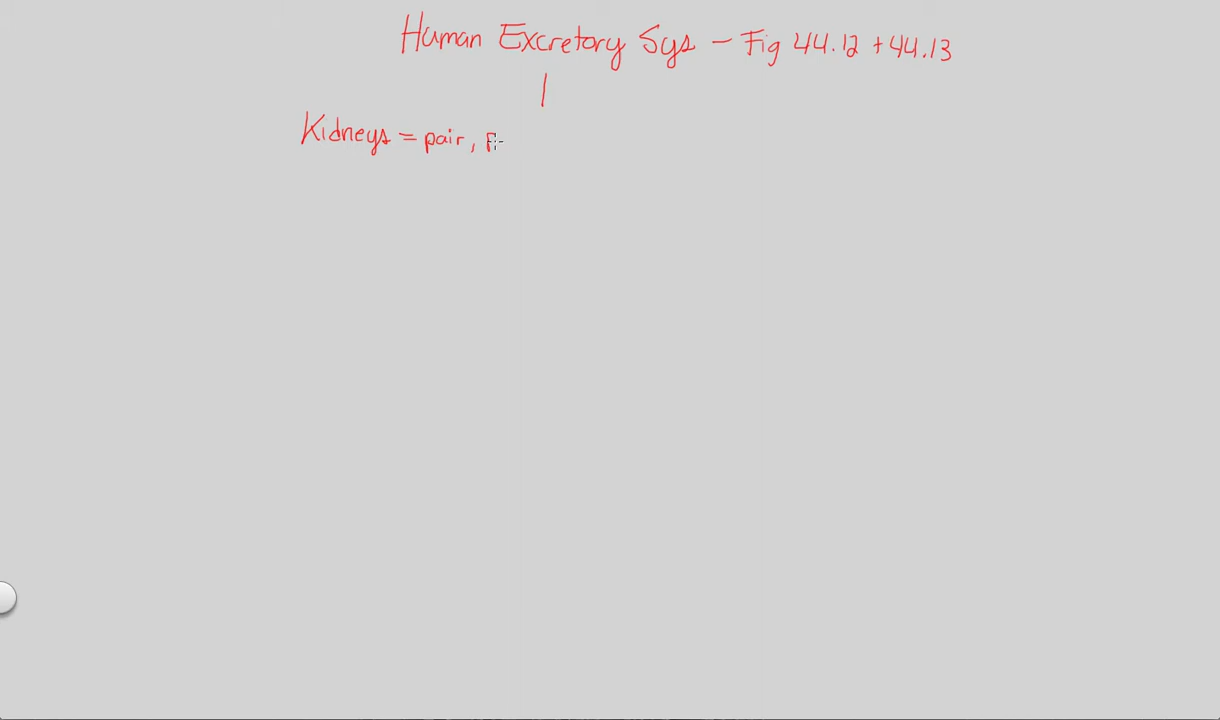 Human Excretory Sys - Fig 44.12 + 44.13
Kidneys = pair,